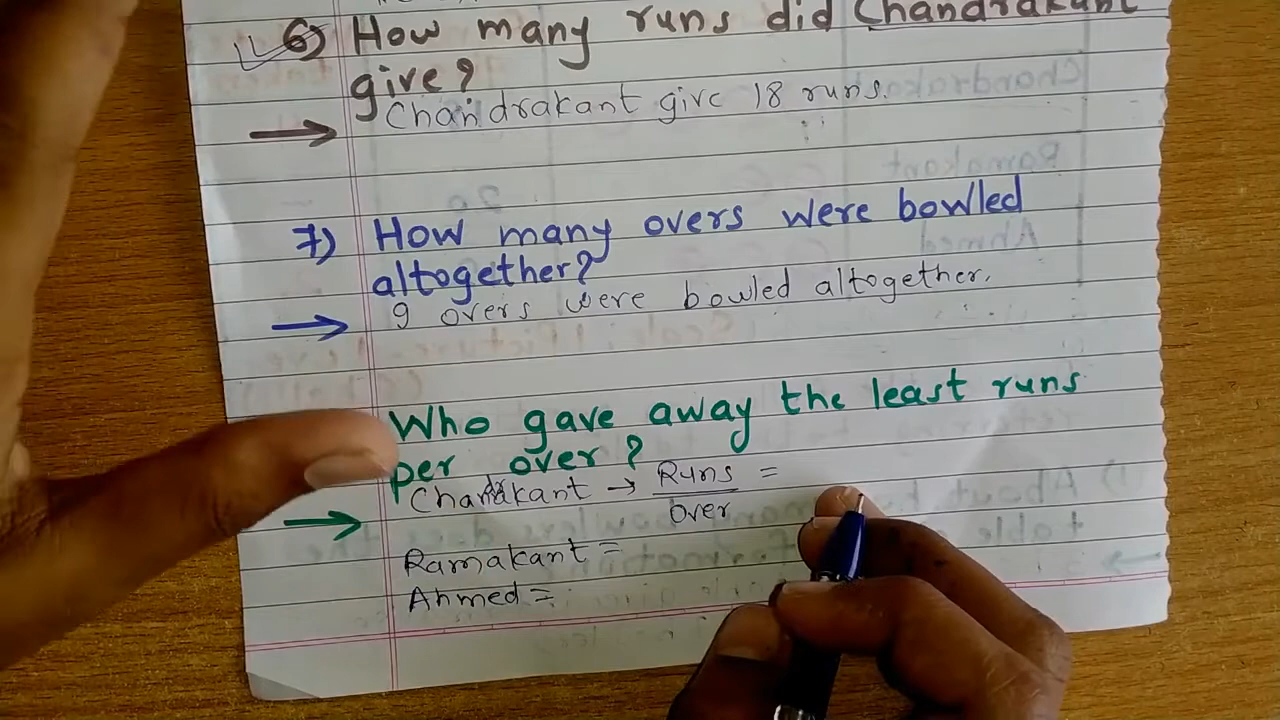 6) How many runs did Chandrakant
give?
Chandrakant give 18 runs.
7) How many overs were bowled
altogether?
9 overs were bowled altogether.
Who gave away the least runs
per over?
Chandrakant → Runs =
over
Ramakant =
Ahmed =